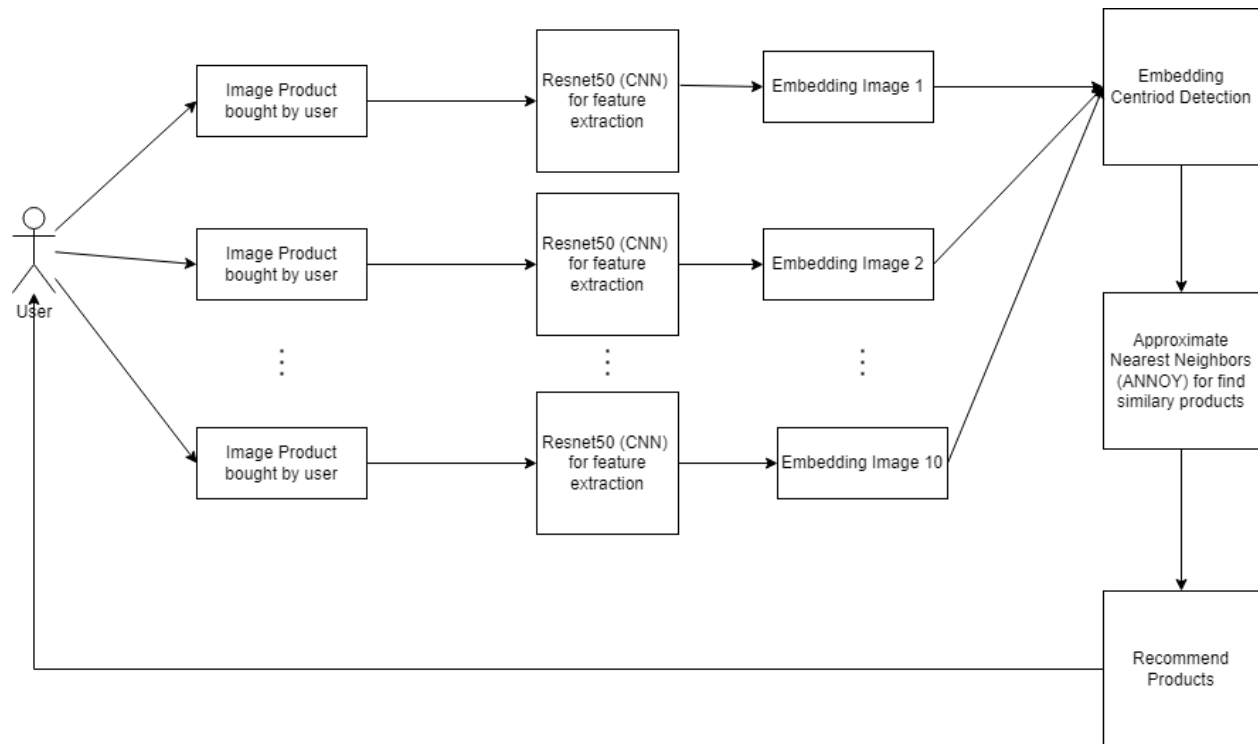 Image Product
bought by user
Resnet50 (CNN)
for feature
extraction
Embedding Image 1
Embedding
Centriod Detection
User
Image Product
bought by user
Resnet50 (CNN)
for feature
extraction
Embedding Image 2
Approximate
Nearest Neighbors
(ANNOY) for find
similary products
Image Product
bought by user
Resnet50 (CNN)
for feature
extraction
Embedding Image 10
Recommend
Products